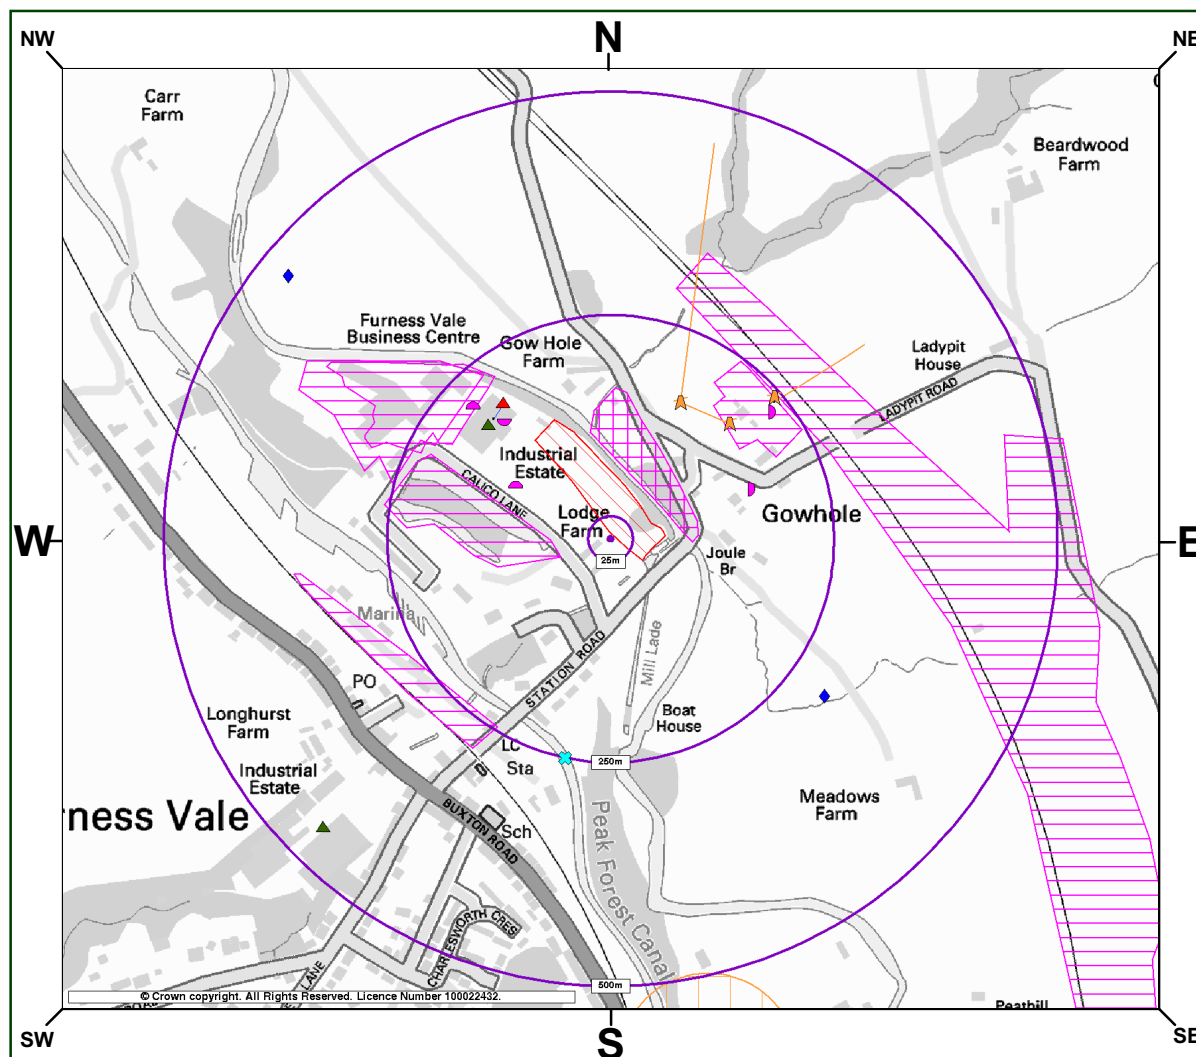 NW
N
NE
Carr
Farm
Beardwood
Farm
Furness Vale
Business Centre
Gow Hole
Farm
Ladypit
House
LADYPIT ROAD
Industrial
Estate
CALICO LANE
Lodge
Farm
Gowhole
W
E
25m
Joule
Br
Marina
Mill Lade
STATION ROAD
PO
Longhurst
Farm
Boat
House
LC
Sta
250m
Industrial
Estate
Meadows
Farm
rness Vale
BUXTON ROAD
Sch
Peak Forest Canal
CHARLESWORTH CRES
LANE
500m
© Crown copyright. All Rights Reserved. Licence Number 100022432.
Peathill
SW
S
SE